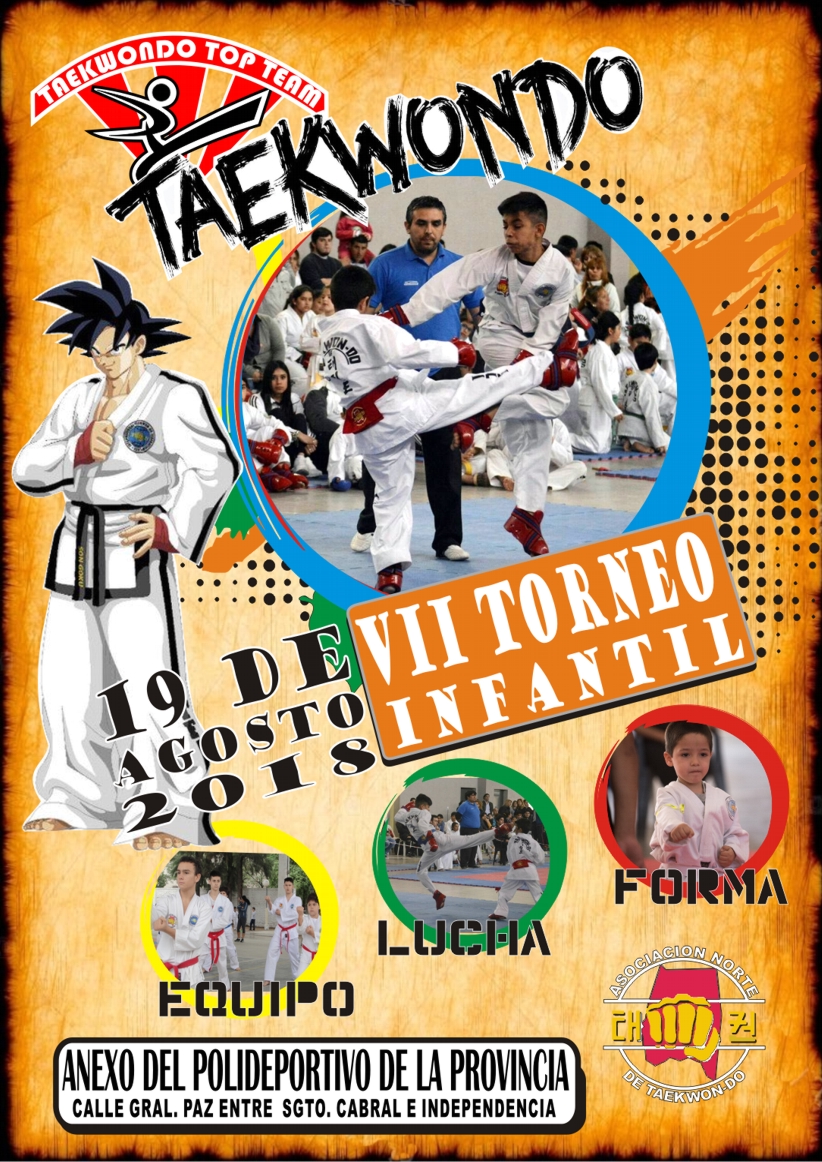 TAEKWONDO TOP TEAM
TAEKWONDO
VII TORNEO
INFANTIL
19 DE
AGOSTO
2018
FORMA
LUCHA
EQUIPO
ASOCIACION NORTE
태 권
DE TAEKWON-DO
ANEXO DEL POLIDEPORTIVO DE LA PROVINCIA
CALLE GRAL. PAZ ENTRE SGTO. CABRAL E INDEPENDENCIA